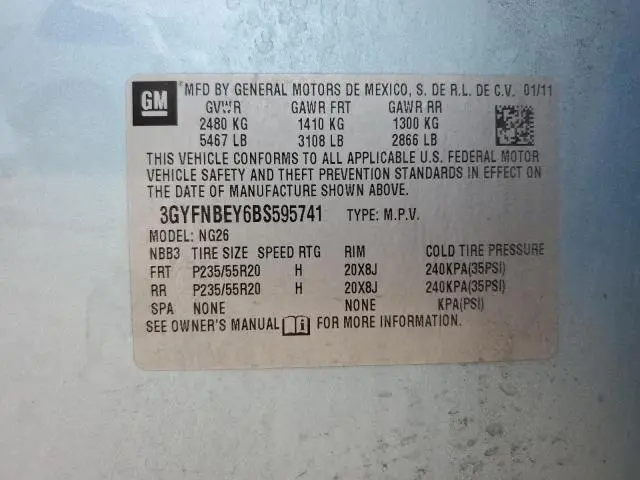 GM *MFD BY GENERAL MOTORS DE MEXICO, S. DE R.L. DE C.V. 01/11
GVWR GAWR FRT GAWR RR
2480 KG 1410 KG 1300 KG
5467 LB 3108 LB 2866 LB
THIS VEHICLE CONFORMS TO ALL APPLICABLE U.S. FEDERAL MOTOR
VEHICLE SAFETY AND THEFT PREVENTION STANDARDS IN EFFECT ON
THE DATE OF MANUFACTURE SHOWN ABOVE.
3GYFNBEY6BS595741 TYPE: M.P.V.
MODEL: NG26
NBB3 TIRE SIZE SPEED RTG RIM COLD TIRE PRESSURE
FRT P235/55R20 H 20X8J 240KPA(35PSI)
RR P235/55R20 H 20X8J 240KPA(35PSI)
SPA NONE NONE KPA(PSI)
SEE OWNER'S MANUAL i FOR MORE INFORMATION.